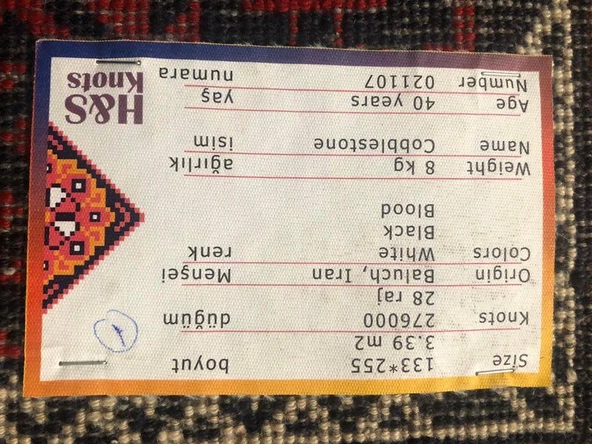 Size 133*255 boyut
3.39 m2
Knots 276000 düğüm
28 raj
Origin Baluch, Iran Menşei
Colors White renk
Black
Blood
Weight 8 kg ağırlık
Name Cobblestone isim
Age 40 years yaş
Number 021107 numara
H&S
Knots
1